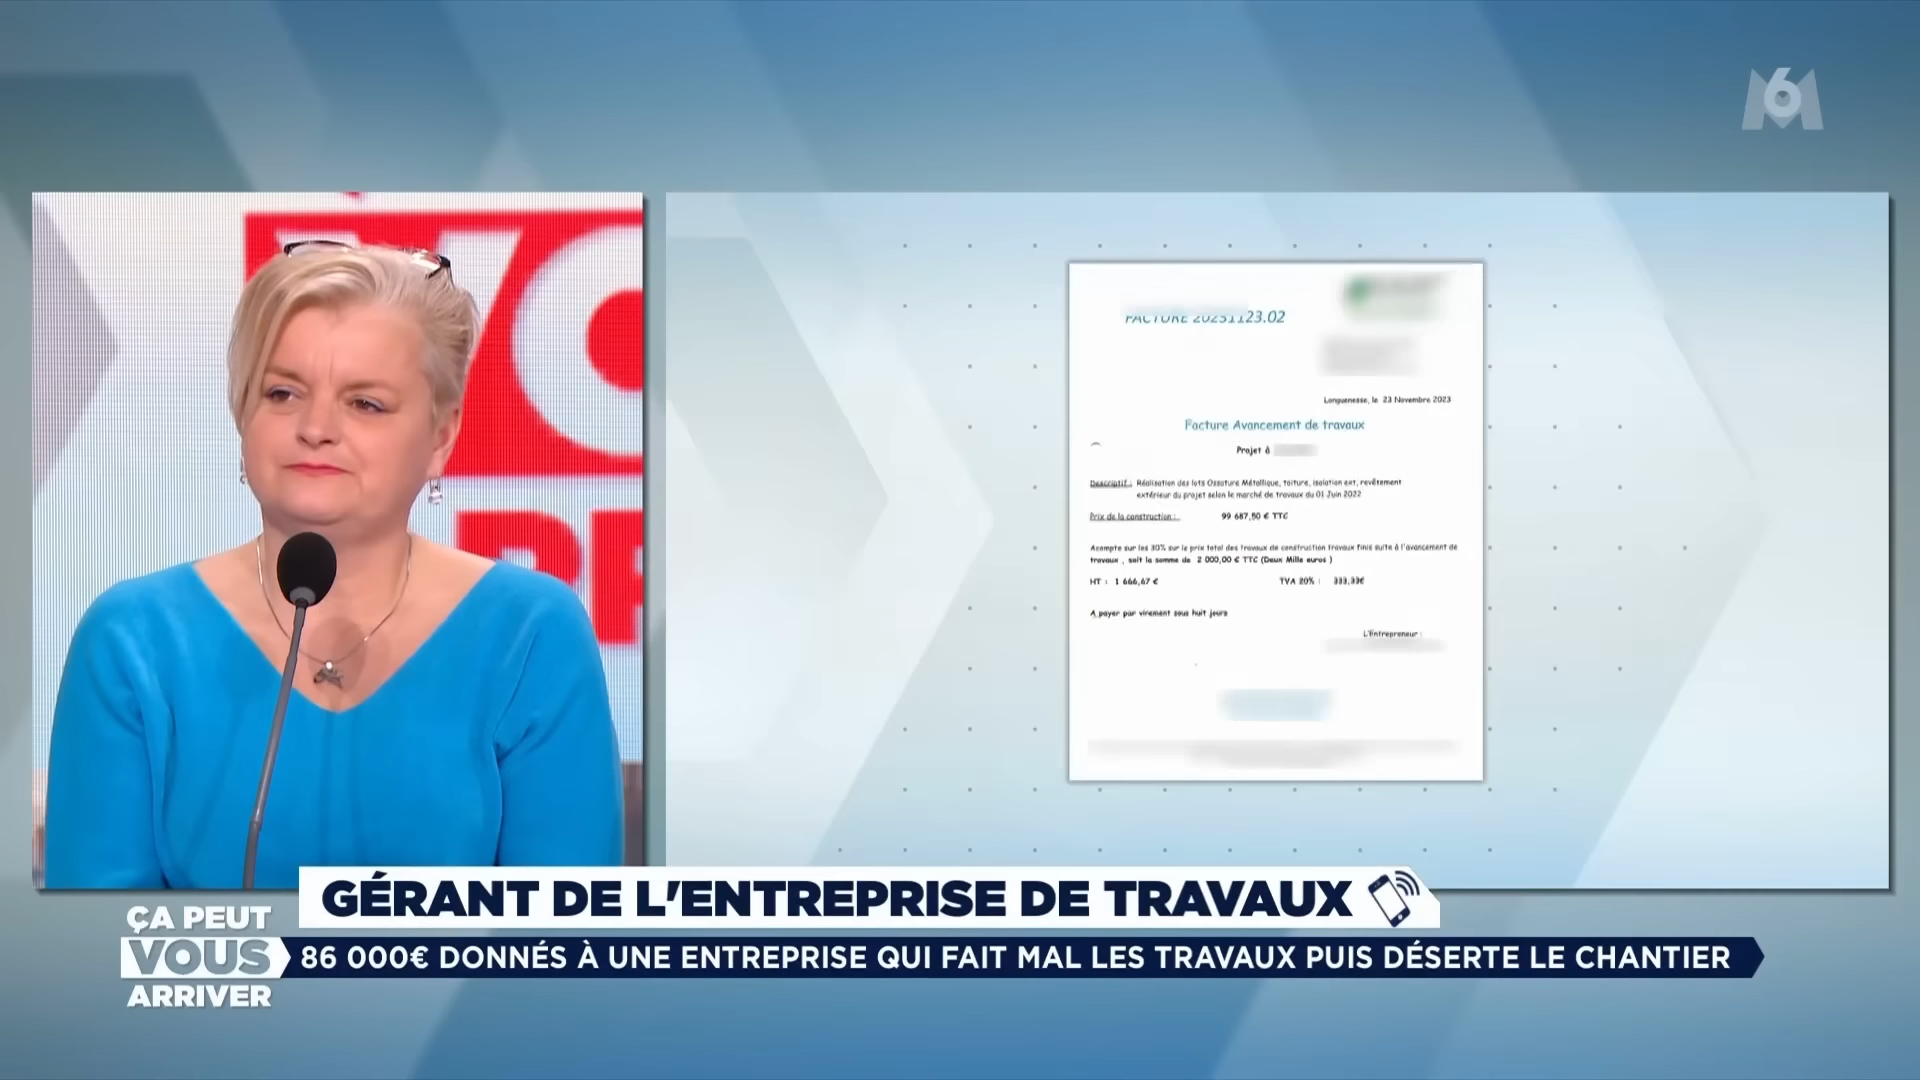 M6
VO
PR
FACTURE 20231123.02
Longuenesse, le 23 Novembre 2023
Facture Avancement de travaux
Projet à
Descriptif : Réalisation des lots Ossature Métallique, toiture, isolation ext, revêtement
extérieur du projet selon le marché de travaux du 01 Juin 2022
Prix de la construction : 99 687,50 € TTC
Acompte sur les 30% sur le prix total des travaux de construction travaux finis suite à l'avancement de
travaux , soit la somme de 2 000,00 € TTC (Deux Mille euros )
HT : 1 666,67 € TVA 20% : 333,33€
A payer par virement sous huit jours
L'Entrepreneur :
GÉRANT DE L'ENTREPRISE DE TRAVAUX
ÇA PEUT
VOUS
ARRIVER
86 000€ DONNÉS À UNE ENTREPRISE QUI FAIT MAL LES TRAVAUX PUIS DÉSERTE LE CHANTIER